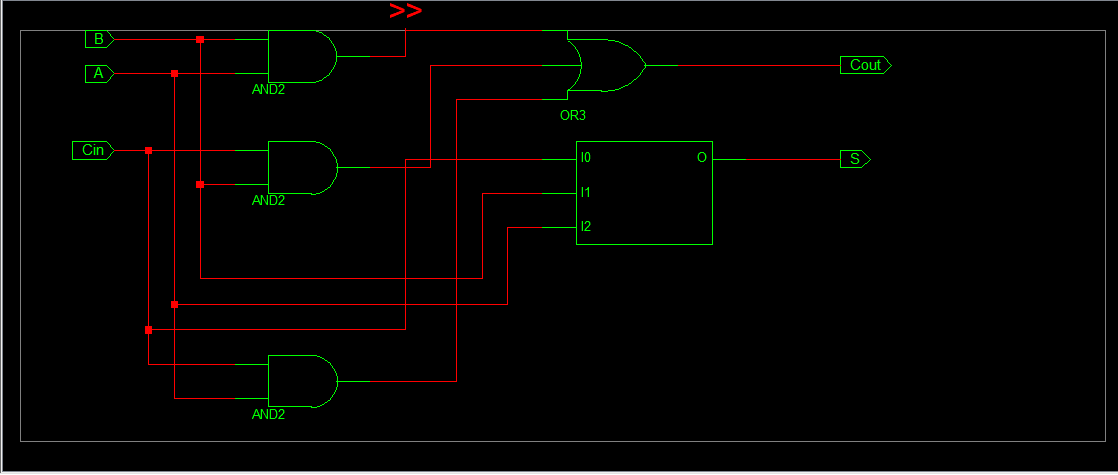 >>
B
A
AND2
Cout
OR3
Cin
AND2
I0
O
S
I1
I2
AND2